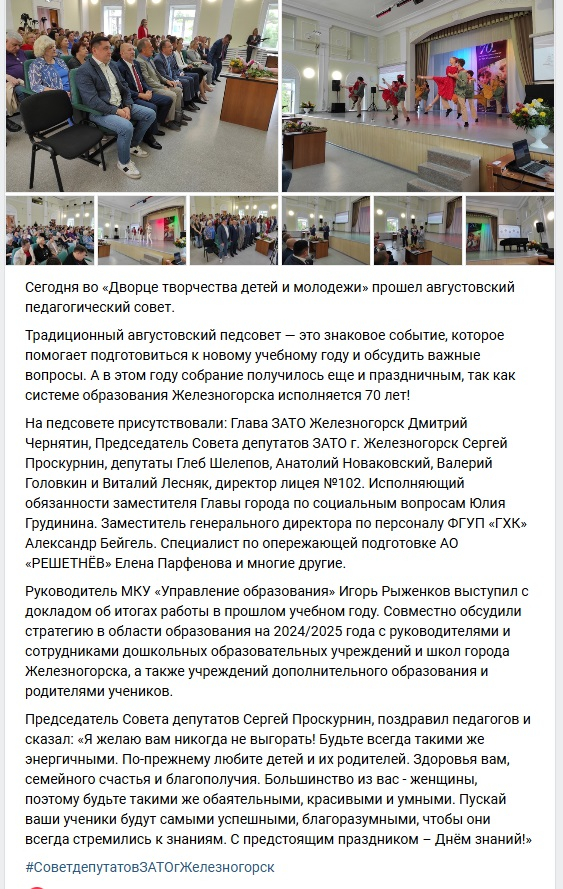 70
Сегодня во «Дворце творчества детей и молодежи» прошел августовский
педагогический совет.
Традиционный августовский педсовет — это знаковое событие, которое
помогает подготовиться к новому учебному году и обсудить важные
вопросы. А в этом году собрание получилось еще и праздничным, так как
системе образования Железногорска исполняется 70 лет!
На педсовете присутствовали: Глава ЗАТО Железногорск Дмитрий
Чернятин, Председатель Совета депутатов ЗАТО г. Железногорск Сергей
Проскурнин, депутаты Глеб Шелепов, Анатолий Новаковский, Валерий
Головкин и Виталий Лесняк, директор лицея №102. Исполняющий
обязанности заместителя Главы города по социальным вопросам Юлия
Грудинина. Заместитель генерального директора по персоналу ФГУП «ГХК»
Александр Бейгель. Специалист по опережающей подготовке АО
«РЕШЕТНЁВ» Елена Парфенова и многие другие.
Руководитель МКУ «Управление образования» Игорь Рыженков выступил с
докладом об итогах работы в прошлом учебном году. Совместно обсудили
стратегию в области образования на 2024/2025 года с руководителями и
сотрудниками дошкольных образовательных учреждений и школ города
Железногорска, а также учреждений дополнительного образования и
родителями учеников.
Председатель Совета депутатов Сергей Проскурнин, поздравил педагогов и
сказал: «Я желаю вам никогда не выгорать! Будьте всегда такими же
энергичными. По-прежнему любите детей и их родителей. Здоровья вам,
семейного счастья и благополучия. Большинство из вас - женщины,
поэтому будьте такими же обаятельными, красивыми и умными. Пускай
ваши ученики будут самыми успешными, благоразумными, чтобы они
всегда стремились к знаниям. С предстоящим праздником – Днём знаний!»
#СоветдепутатовЗАТОгЖелезногорск